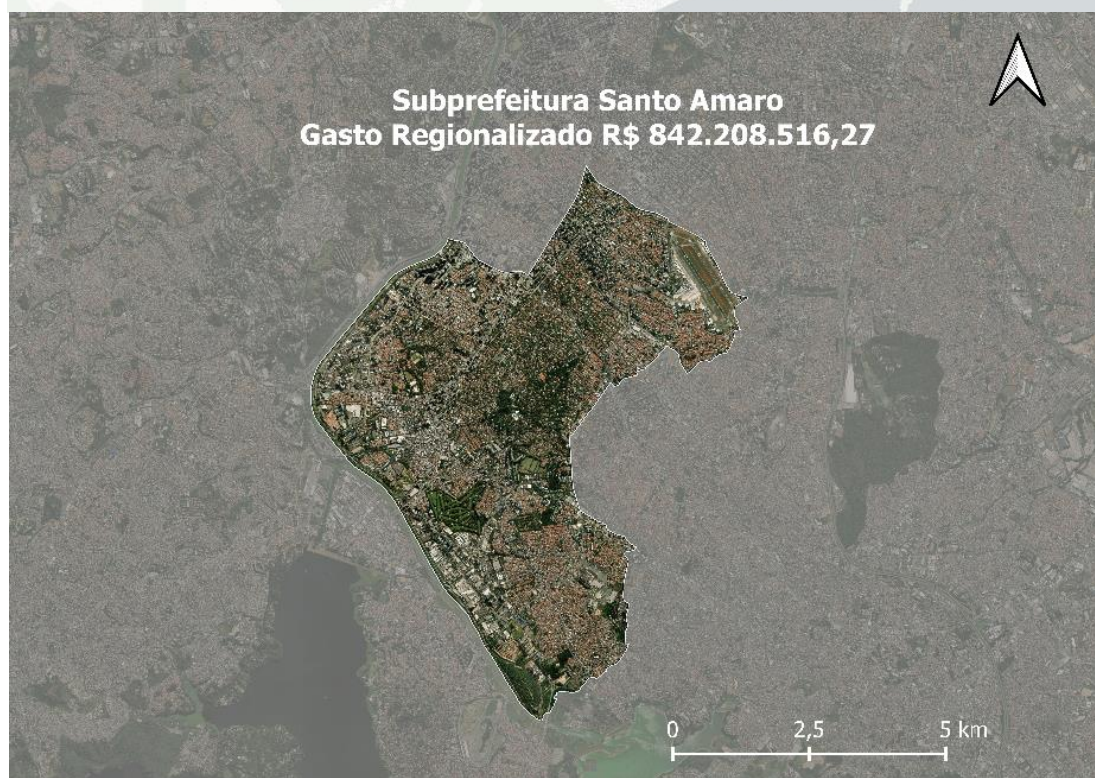 Subprefeitura Santo Amaro
Gasto Regionalizado R$ 842.208.516,27
0 2,5 5 km